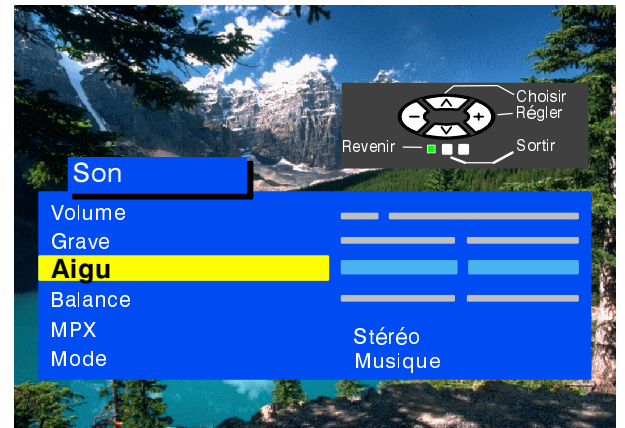 Choisir
Régler
Revenir
Sortir
Son
Volume
Grave
Aigu
Balance
MPX Stéréo
Mode Musique